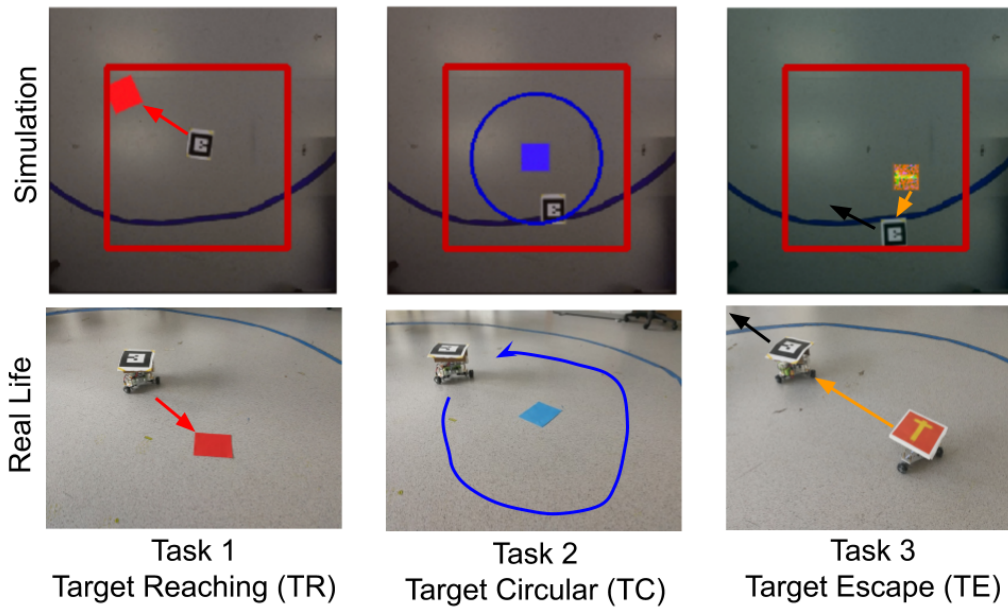 Simulation
Real Life
E
E
E
E
E
E
T
Task 1
Target Reaching (TR)
Task 2
Target Circular (TC)
Task 3
Target Escape (TE)